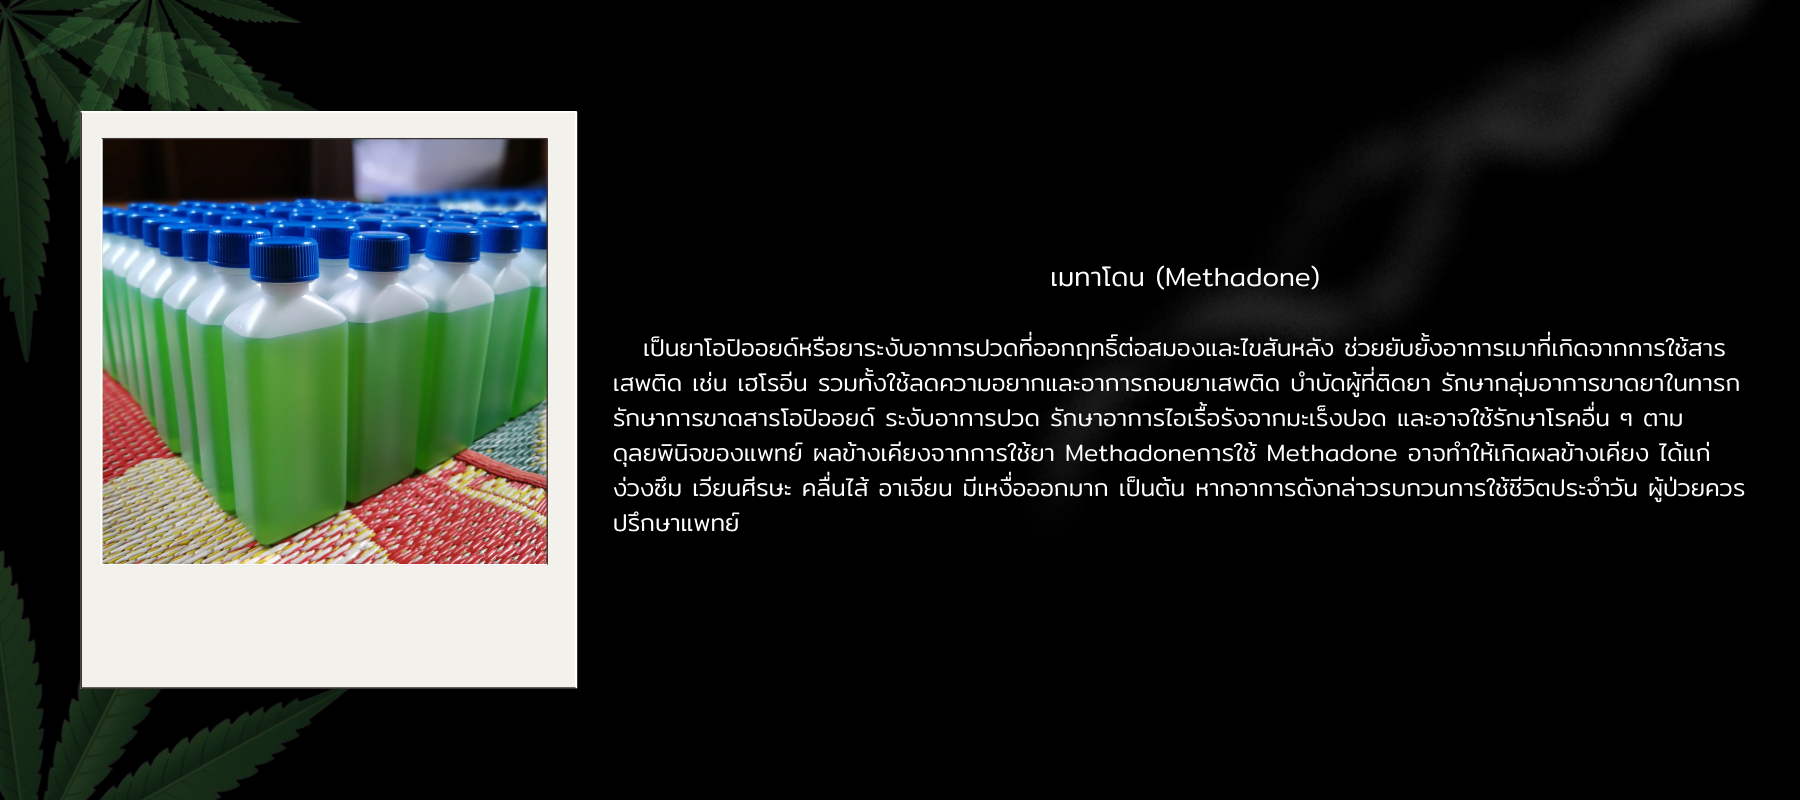 เมทาโดน (Methadone)
เป็นยาโอปิออยด์หรือยาระงับอาการปวดที่ออกฤทธิ์ต่อสมองและไขสันหลัง ช่วยยับยั้งอาการเมาที่เกิดจากการใช้สาร
เสพติด เช่น เฮโรอีน รวมทั้งใช้ลดความอยากและอาการถอนยาเสพติด บำบัดผู้ที่ติดยา รักษากลุ่มอาการขาดยาในทารก
รักษาการขาดสารโอปิออยด์ ระงับอาการปวด รักษาอาการไอเรื้อรังจากมะเร็งปอด และอาจใช้รักษาโรคอื่น ๆ ตาม
ดุลยพินิจของแพทย์ ผลข้างเคียงจากการใช้ยา Methadoneการใช้ Methadone อาจทำให้เกิดผลข้างเคียง ได้แก่
ง่วงซึม เวียนศีรษะ คลื่นไส้ อาเจียน มีเหงื่อออกมาก เป็นต้น หากอาการดังกล่าวรบกวนการใช้ชีวิตประจำวัน ผู้ป่วยควร
ปรึกษาแพทย์